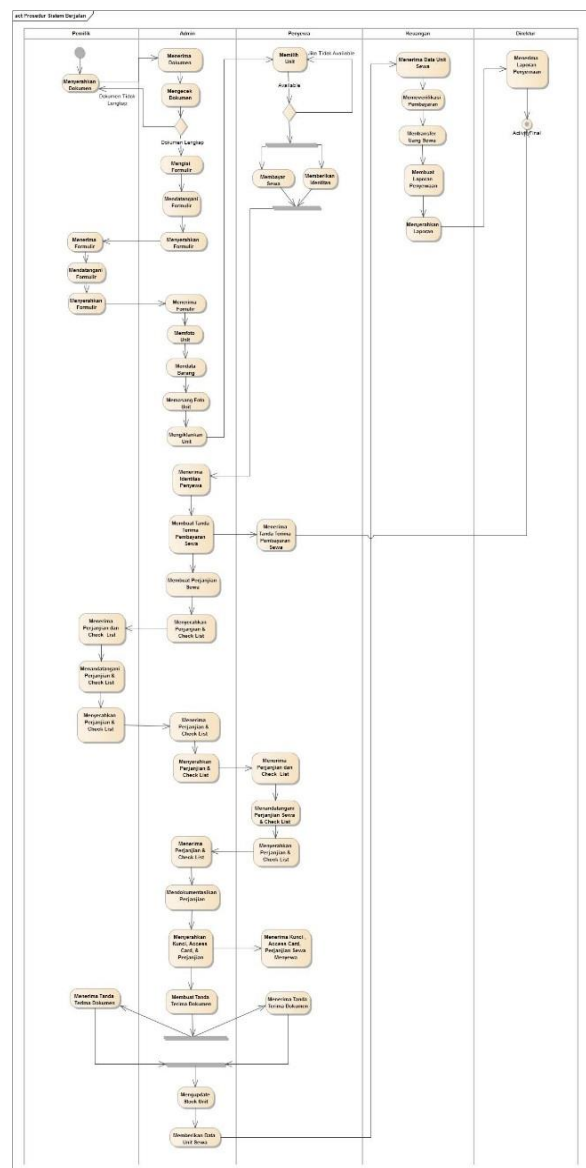 act Prosedur Sistem Berjalan
Pemilik
Admin
Penyewa
Keuangan
Direktur
Menyerahkan
Dokumen
Dokumen Tidak
Lengkap
Menerima
Dokumen
Mengecek
Dokumen
Dokumen Lengkap
Mengisi
Formulir
Mendatangani
Formulir
Menyerahkan
Formulir
Menerima
Formulir
Mendatangani
Formulir
Menyerahkan
Formulir
Menerima
Formulir
Memfoto
Unit
Mendata
Barang
Memasang Foto
Unit
Mengiklankan
Unit
Memilih
Unit
Jika Tidak Available
Available
Membayar
Sewa
Memberikan
Identitas
Menerima
Identitas
Penyewa
Membuat Tanda
Terima
Pembayaran
Sewa
Menerima
Tanda Terima
Pembayaran
Sewa
Membuat Perjanjian
Sewa
Menyerahkan
Perjanjian &
Check List
Menerima
Perjanjian dan
Check List
Menandatangani
Perjanjian &
Check List
Menyerahkan
Perjanjian &
Check List
Menerima
Perjanjian &
Check List
Menyerahkan
Perjanjian &
Check List
Menerima
Perjanjian dan
Check List
Menandatangani
Perjanjian Sewa
& Check List
Menyerahkan
Perjanjian &
Check List
Menerima
Perjanjian &
Check List
Mendokumentasikan
Perjanjian
Menyerahkan
Kunci, Access
Card, &
Perjanjian
Menerima Kunci ,
Access Card,
Perjanjian Sewa
Menyewa
Membuat Tanda
Terima Dokumen
Menerima Tanda
Terima Dokumen
Menerima Tanda
Terima Dokumen
Mengupdate
Stock Unit
Memberikan Data
Unit Sewa
Menerima Data Unit
Sewa
Memverifikasi
Pembayaran
Mentransfer
Uang Sewa
Membuat
Laporan
Penyewaan
Menyerahkan
Laporan
Menerima
Laporan
Penyewaan